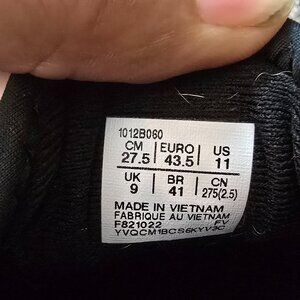 1012B060
CM EURO US
27.5 43.5 11
UK BR CN
9 41 275(2.5)
MADE IN VIETNAM
FABRIQUE AU VIETNAM
F821022 FV
YVQCM1BCS6KYV3C